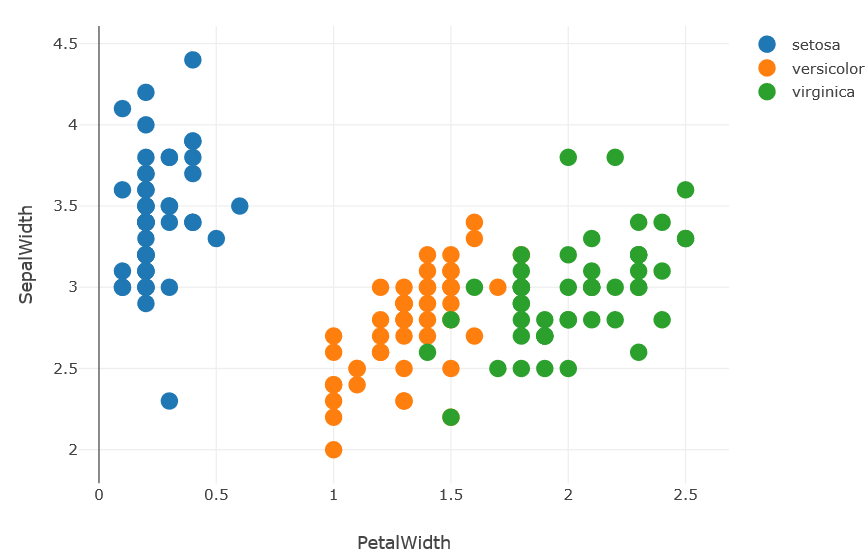 4.5
4
3.5
3
2.5
2
SepalWidth
0
0.5
1
1.5
2
2.5
PetalWidth
setosa
versicolor
virginica